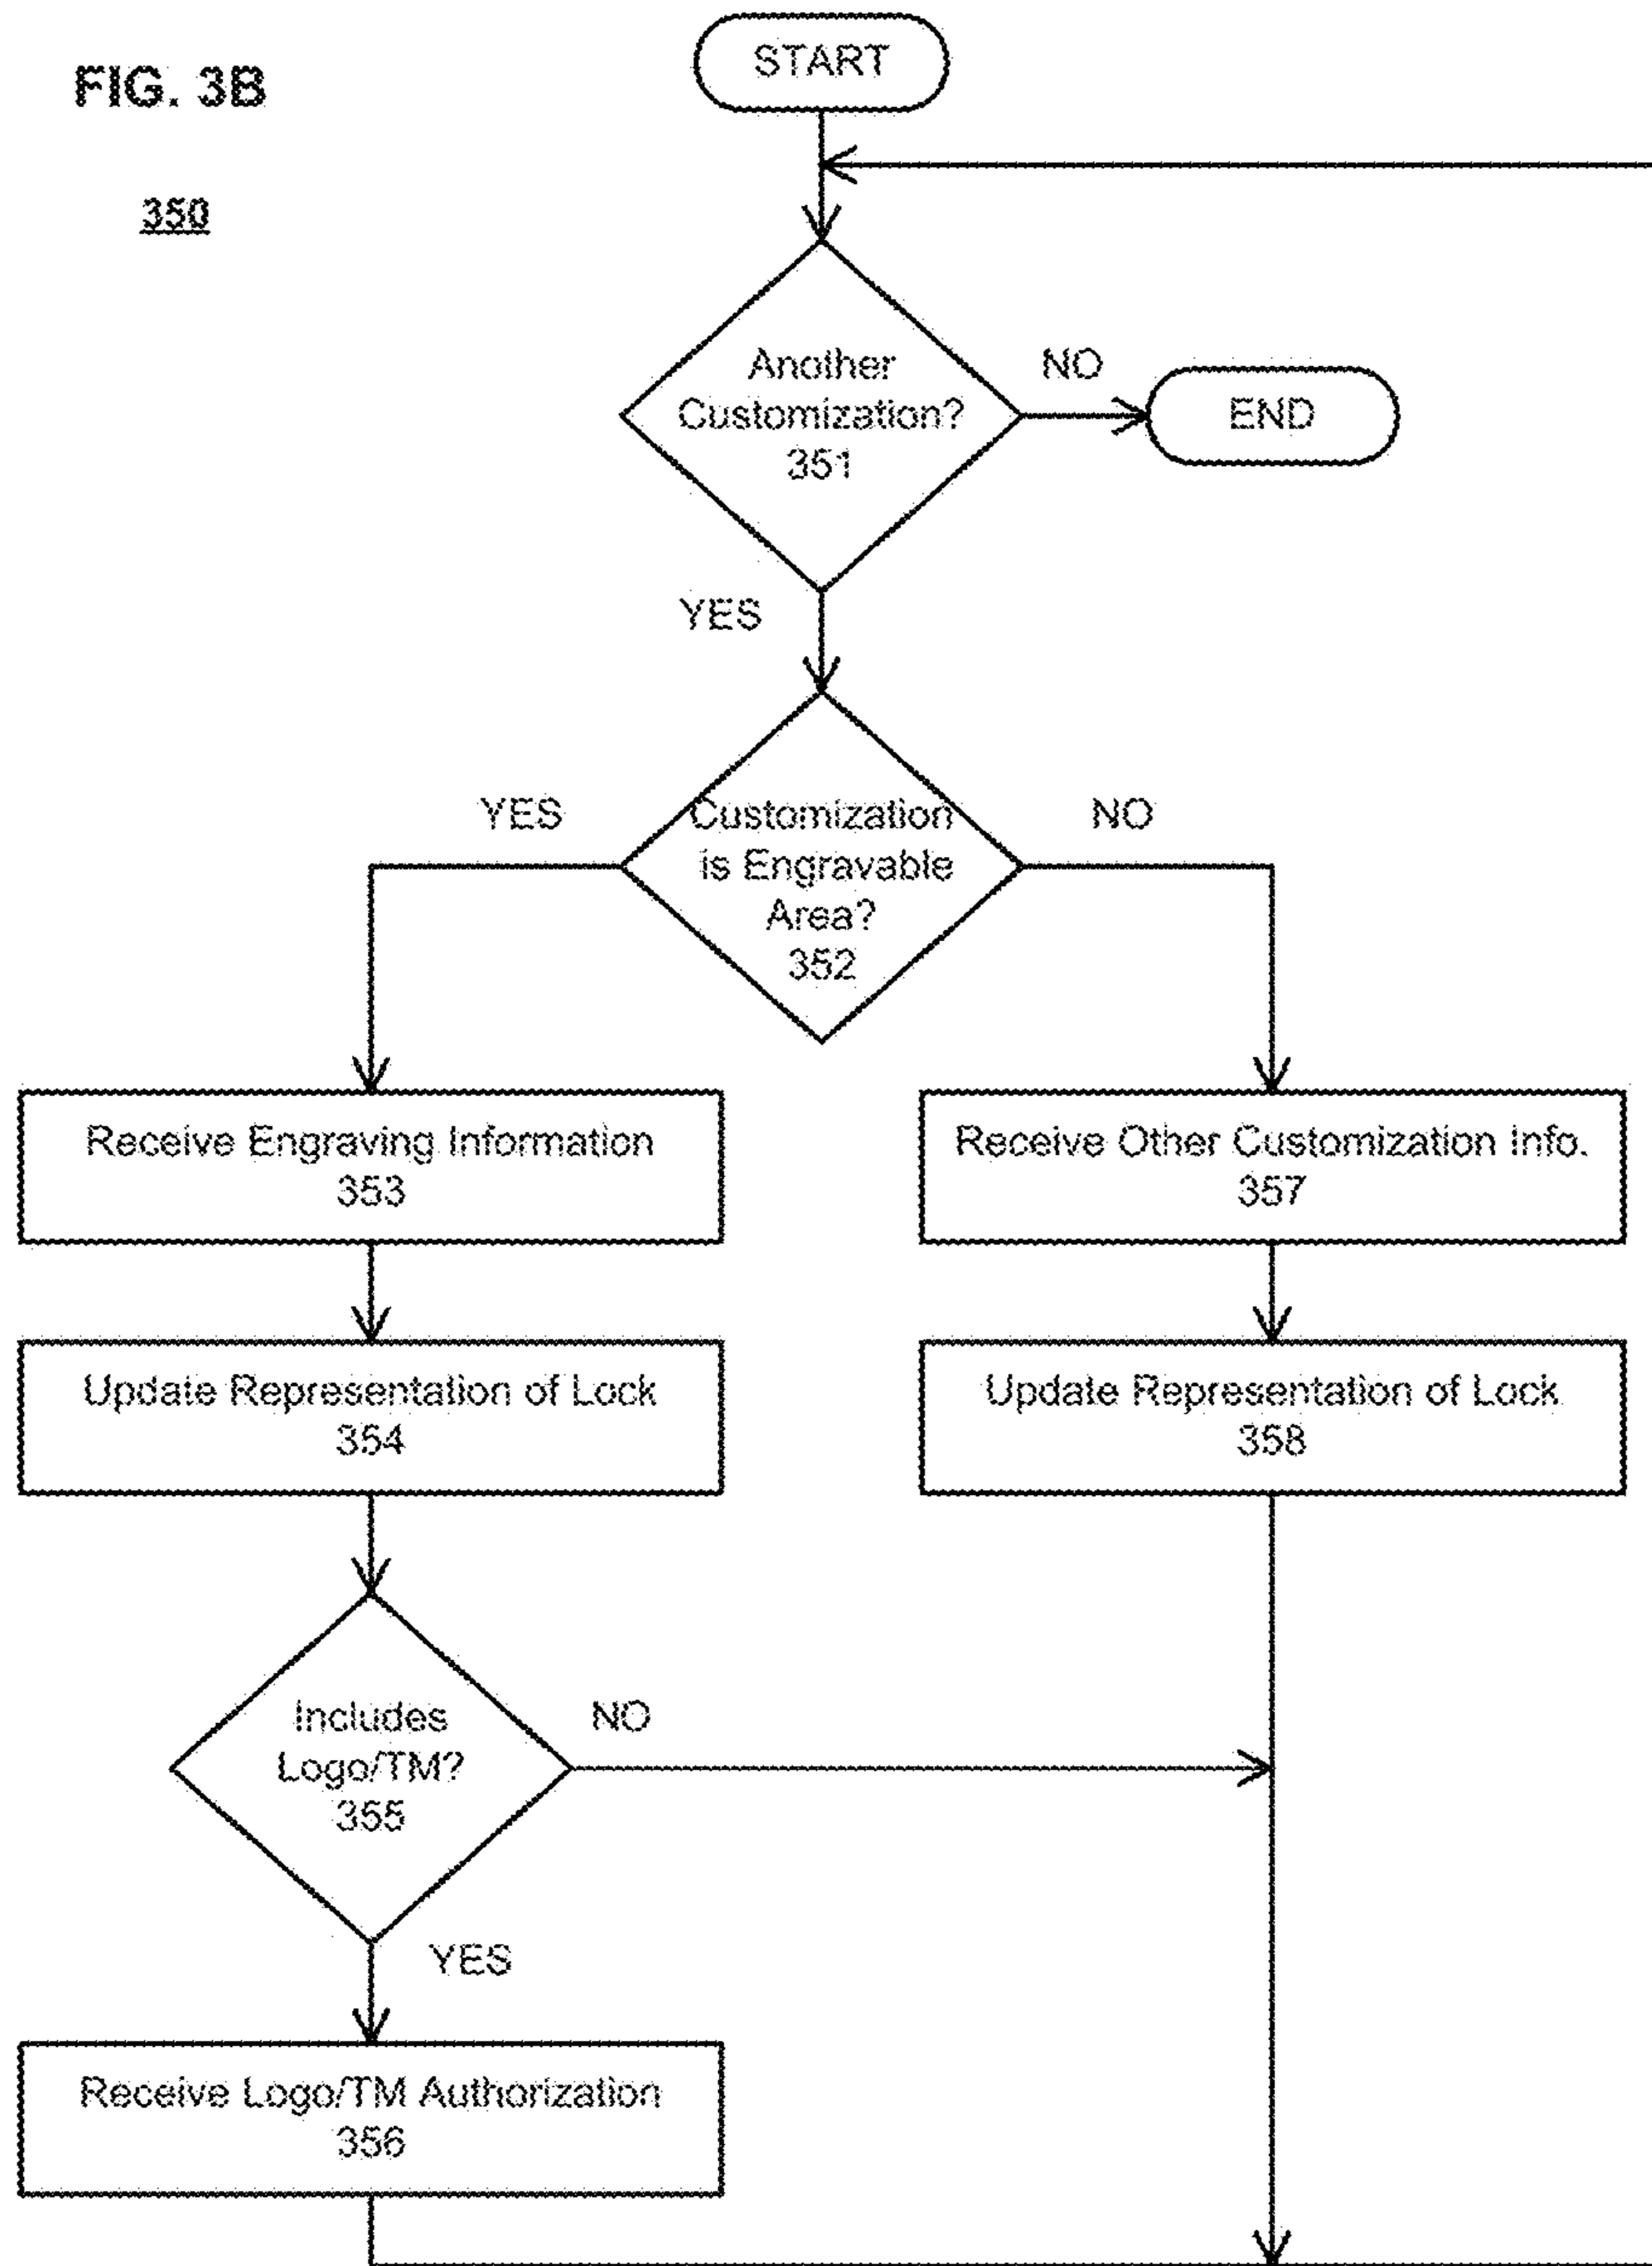 FIG. 3B
350
START
Another
Customization?
351
NO
END
YES
YES
Customization
is Engravable
Area?
352
NO
Receive Engraving Information
353
Receive Other Customization Info.
357
Update Representation of Lock
354
Update Representation of Lock
358
Includes
Logo/TM?
355
NO
YES
Receive Logo/TM Authorization
356